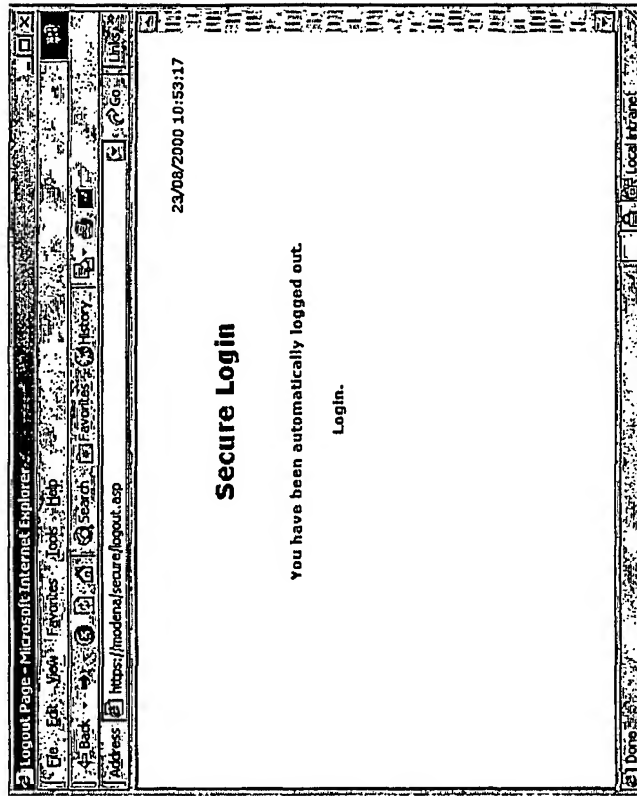 Logout Page - Microsoft Internet Explorer
File Edit View Favorites Tools Help
Back Search Favorites History
Address https://modena/secure/logout.asp Go Links
23/08/2000 10:53:17
Secure Login
You have been automatically logged out.
Login.
Done Local intranet